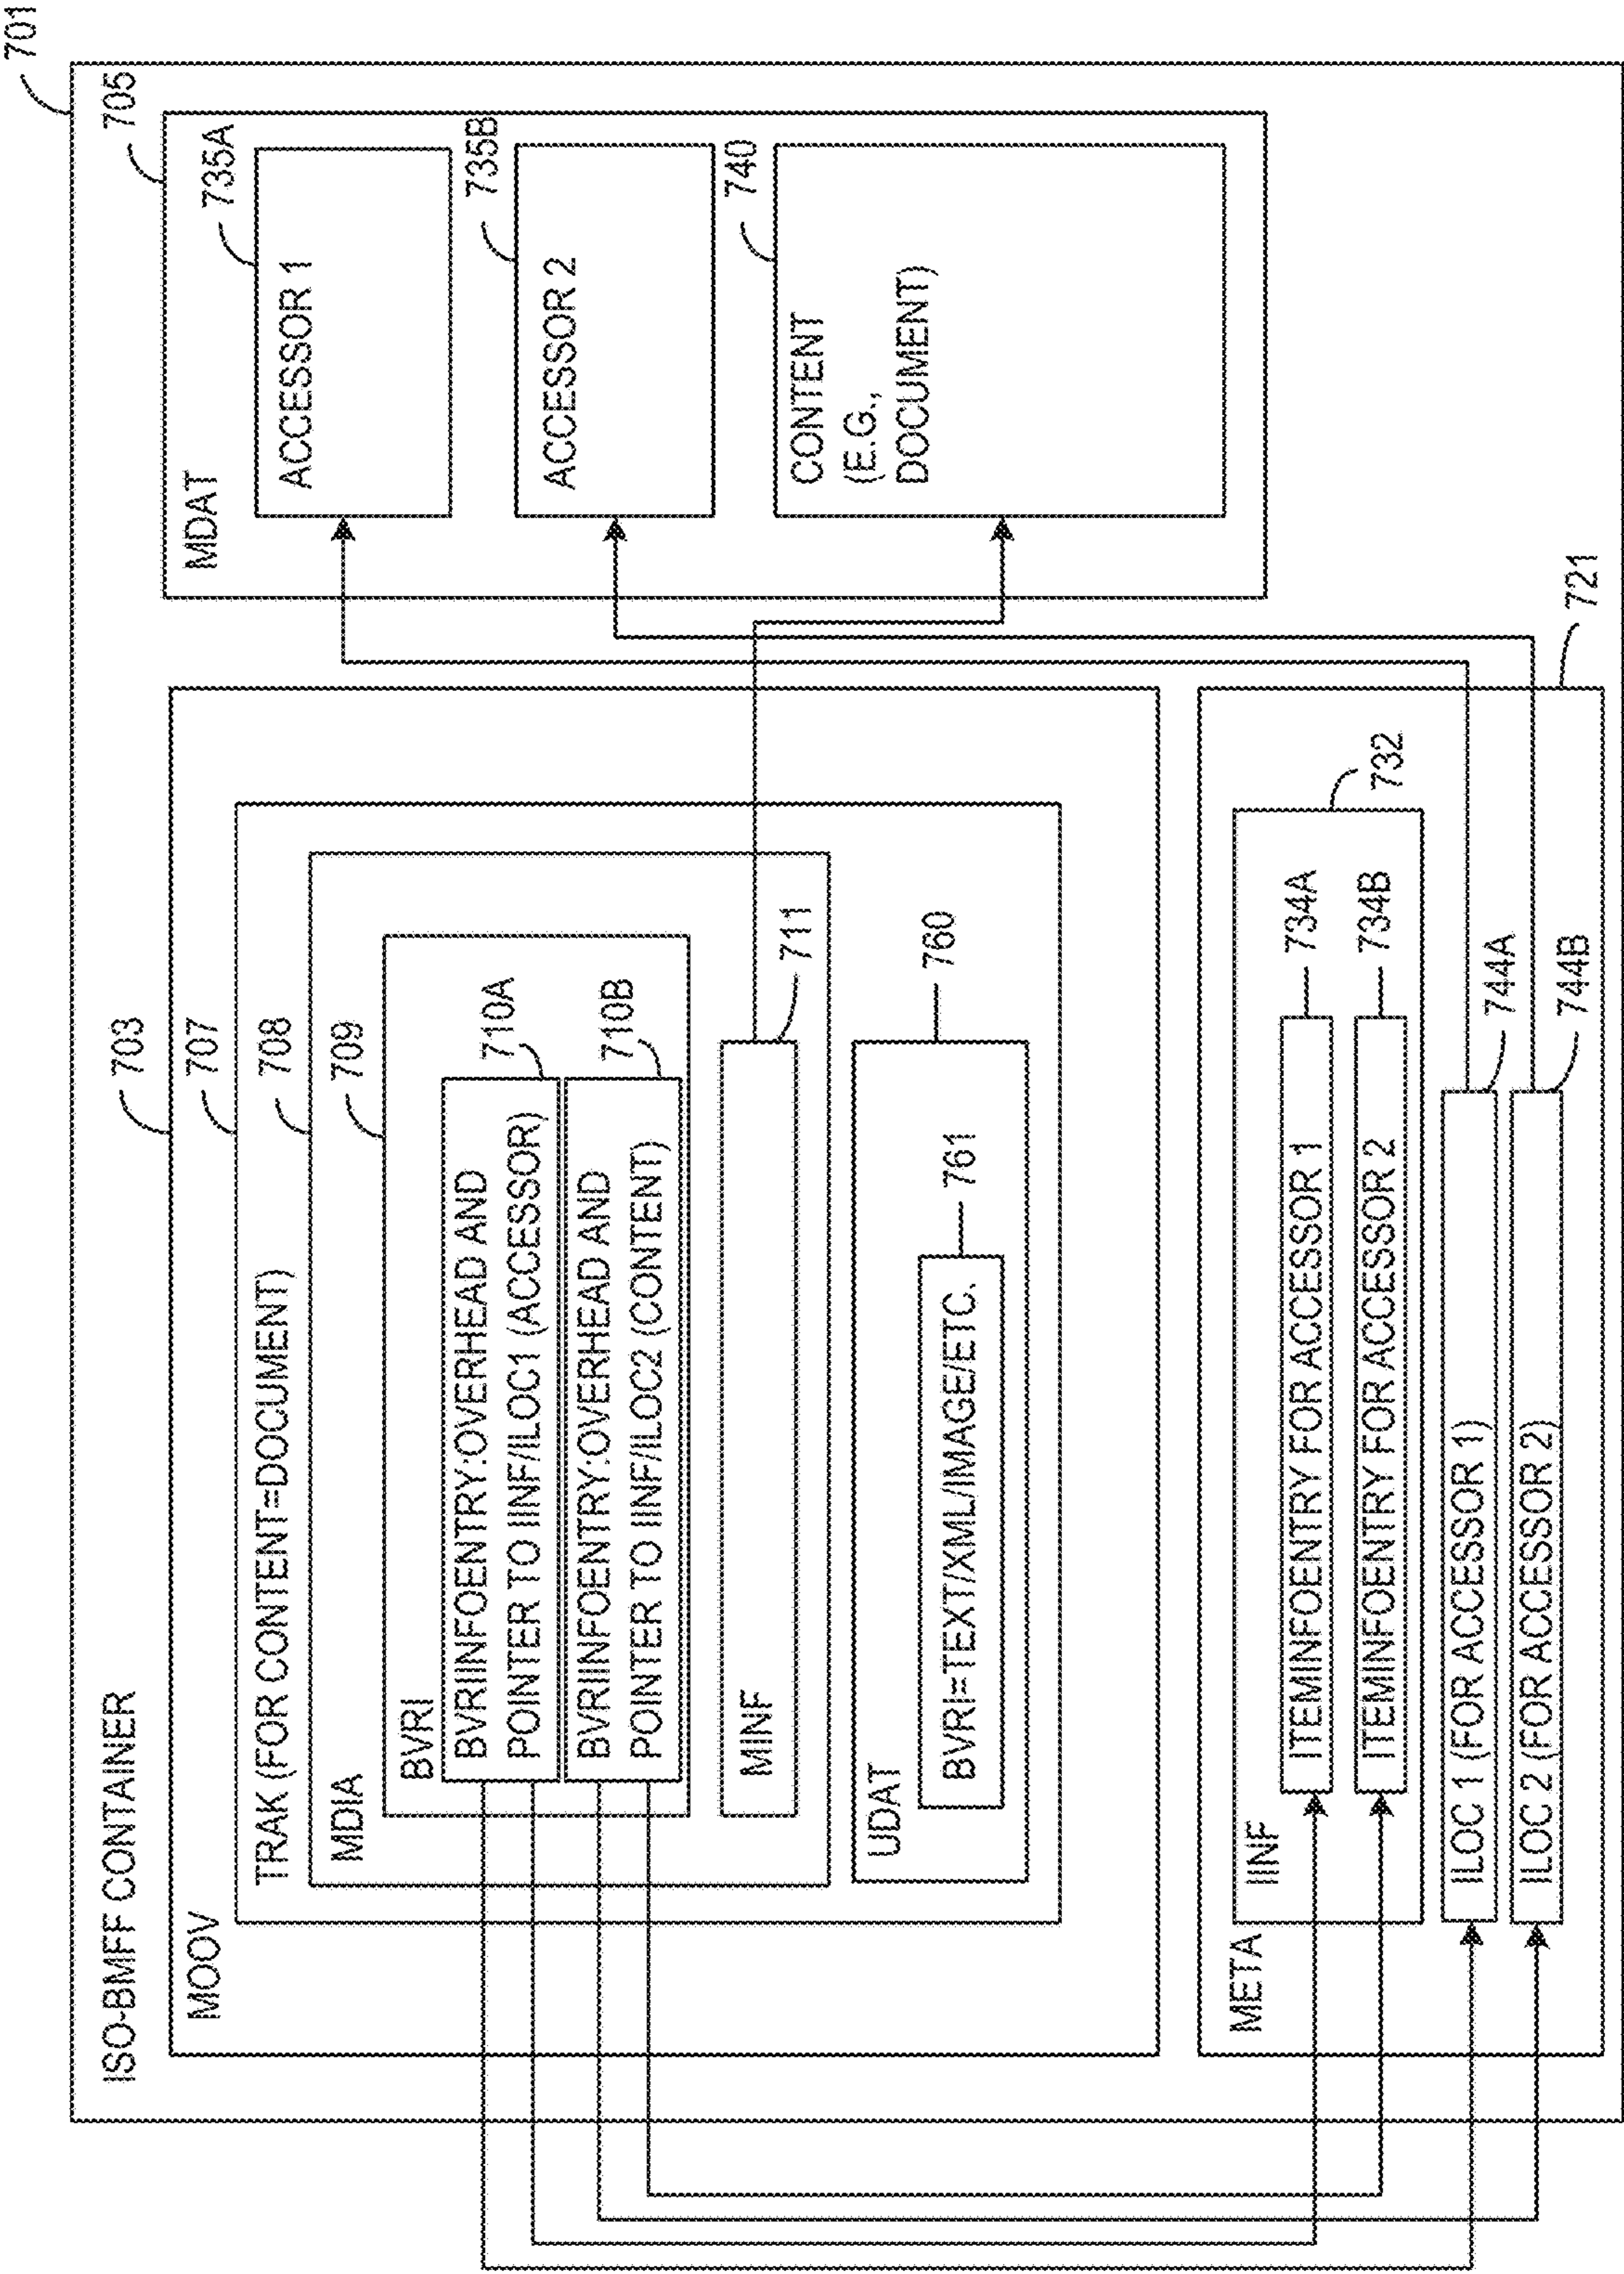 701
ISO-BMFF CONTAINER
703
705
MOOV
707
TRAK (FOR CONTENT=DOCUMENT)
708
MDIA
709
BVRI
BVRIINFOENTRY:OVERHEAD AND
POINTER TO IINF/ILOC1 (ACCESSOR)
710A
BVRIINFOENTRY:OVERHEAD AND
POINTER TO IINF/ILOC2 (CONTENT)
710B
MINF
711
UDAT
760
BVRI=TEXT/XML/IMAGE/ETC.
761
MDAT
735A
ACCESSOR 1
735B
ACCESSOR 2
740
CONTENT
(E.G.,
DOCUMENT)
META
721
IINF
732
ITEMINFOENTRY FOR ACCESSOR 1
734A
ITEMINFOENTRY FOR ACCESSOR 2
734B
ILOC 1 (FOR ACCESSOR 1)
744A
ILOC 2 (FOR ACCESSOR 2)
744B